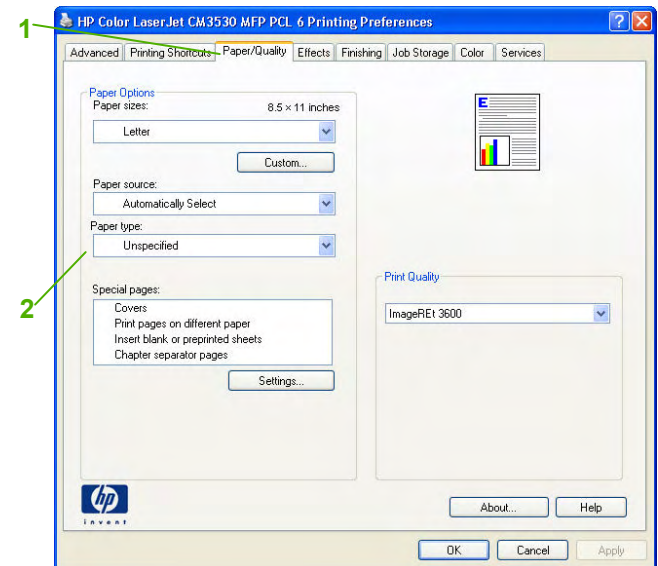 1
HP Color LaserJet CM3530 MFP PCL 6 Printing Preferences
Advanced Printing Shortcuts Paper/Quality Effects Finishing Job Storage Color Services
Paper Options
Paper sizes: 8.5 × 11 inches
Letter
Custom...
Paper source:
Automatically Select
Paper type:
Unspecified
2
Special pages:
Covers
Print pages on different paper
Insert blank or preprinted sheets
Chapter separator pages
Settings...
E
Print Quality
ImageREt 3600
hp
invent
About... Help
OK Cancel Apply